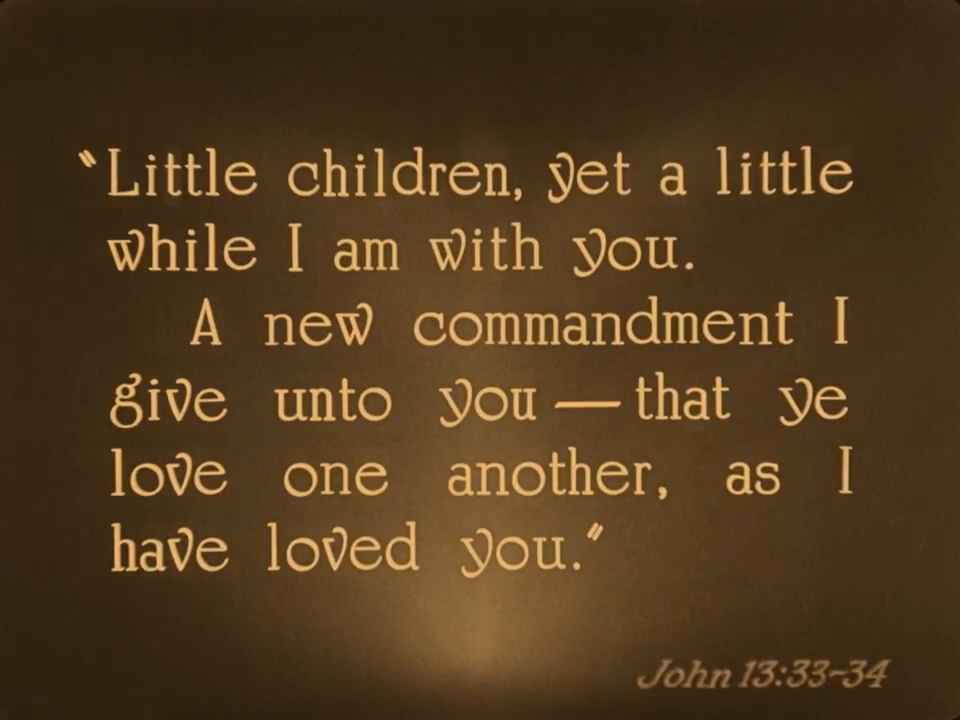 “Little children, yet a little
while I am with you.
A new commandment I
give unto you — that ye
love one another, as I
have loved you.”
John 13:33-34